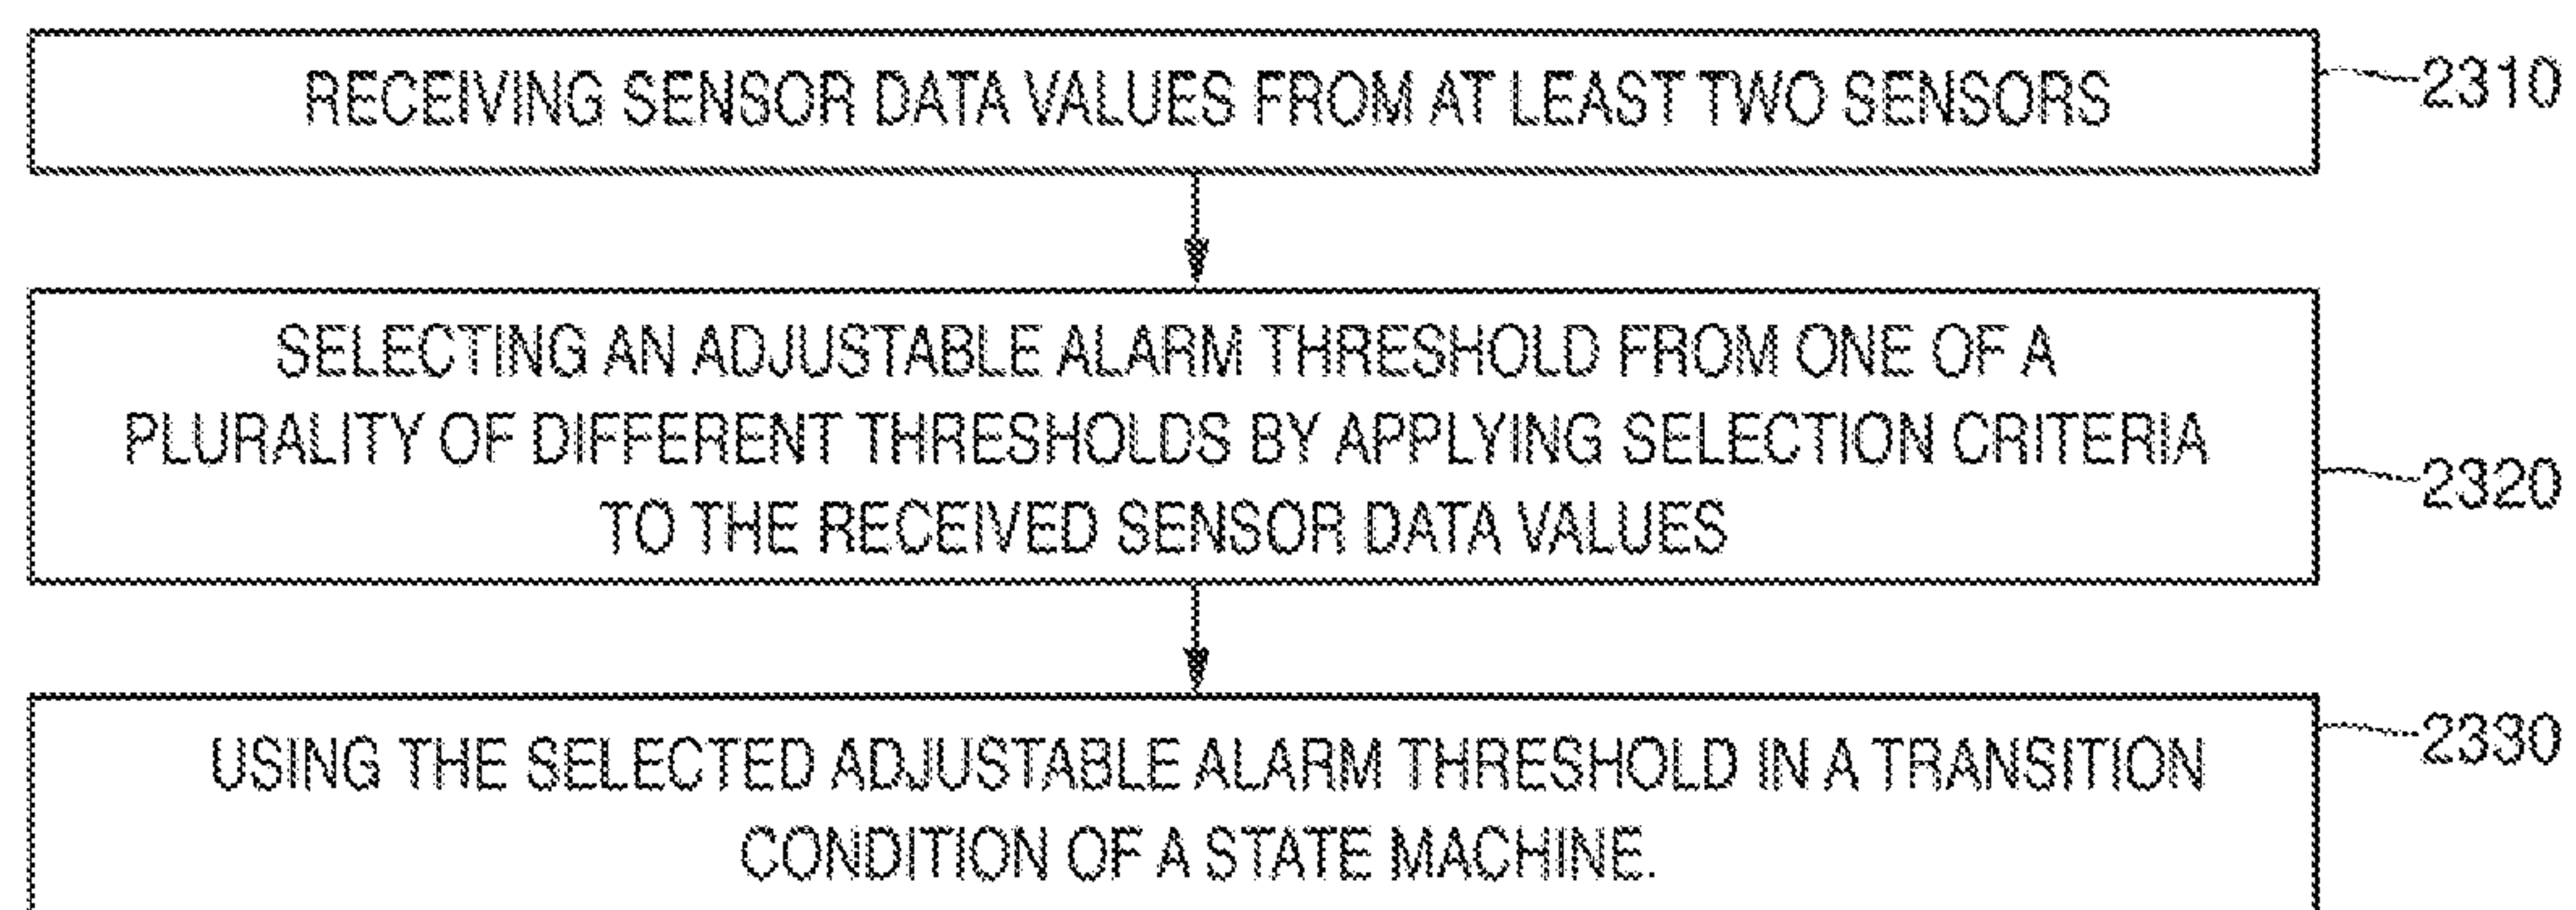 RECEIVING SENSOR DATA VALUES FROM AT LEAST TWO SENSORS
2310
SELECTING AN ADJUSTABLE ALARM THRESHOLD FROM ONE OF A
PLURALITY OF DIFFERENT THRESHOLDS BY APPLYING SELECTION CRITERIA
TO THE RECEIVED SENSOR DATA VALUES
2320
USING THE SELECTED ADJUSTABLE ALARM THRESHOLD IN A TRANSITION
CONDITION OF A STATE MACHINE.
2330